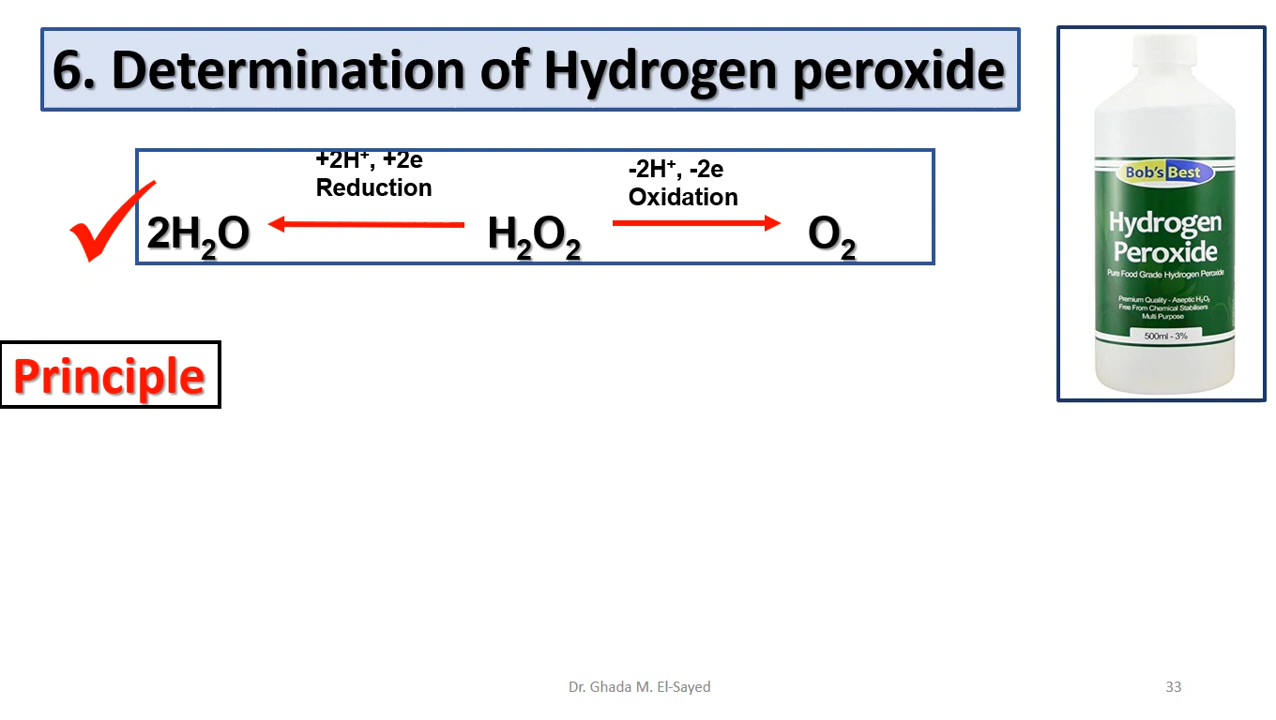 6. Determination of Hydrogen peroxide
+2H⁺, +2e
Reduction
-2H⁺, -2e
Oxidation
2H₂O
H₂O₂
O₂
Principle
Bob's Best
Hydrogen
Peroxide
Pure Food Grade Hydrogen Peroxide
Premium Quality - Aseptic H₂O₂
Free From Chemical Stabilisers
Multi Purpose
500ml - 3%
Dr. Ghada M. El-Sayed
33